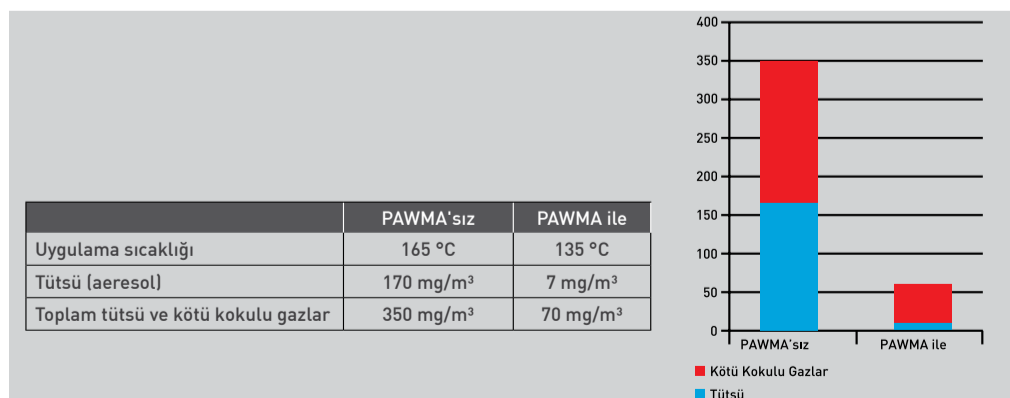 PAWMA'sız PAWMA ile
Uygulama sıcaklığı 165 °C 135 °C
Tütsü (aeresol) 170 mg/m³ 7 mg/m³
Toplam tütsü ve kötü kokulu gazlar 350 mg/m³ 70 mg/m³
400
350
300
250
200
150
100
50
0
PAWMA'sız PAWMA ile
Kötü Kokulu Gazlar
Tütsü